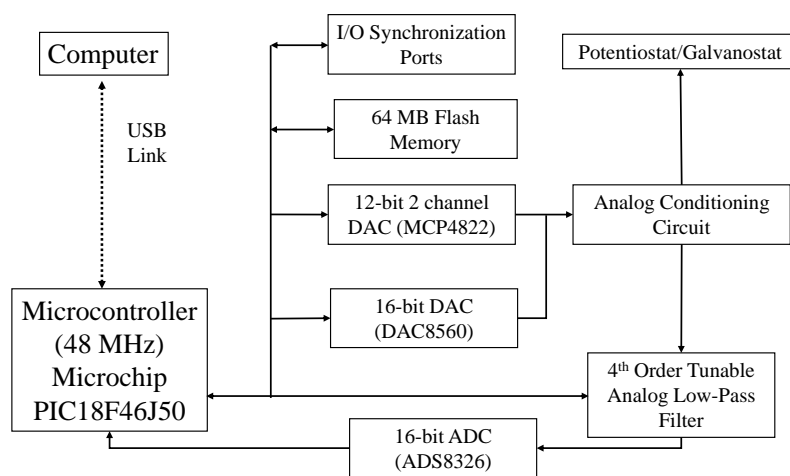 Computer
USB
Link
Microcontroller
(48 MHz)
Microchip
PIC18F46J50
I/O Synchronization
Ports
64 MB Flash
Memory
12-bit 2 channel
DAC (MCP4822)
16-bit DAC
(DAC8560)
16-bit ADC
(ADS8326)
Potentiostat/Galvanostat
Analog Conditioning
Circuit
4th Order Tunable
Analog Low-Pass
Filter